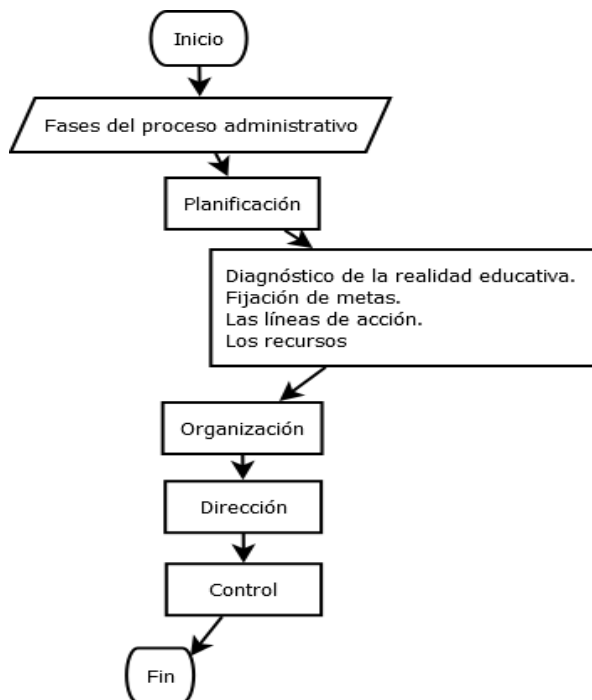 Inicio
Fases del proceso administrativo
Planificación
Diagnóstico de la realidad educativa.
Fijación de metas.
Las líneas de acción.
Los recursos
Organización
Dirección
Control
Fin